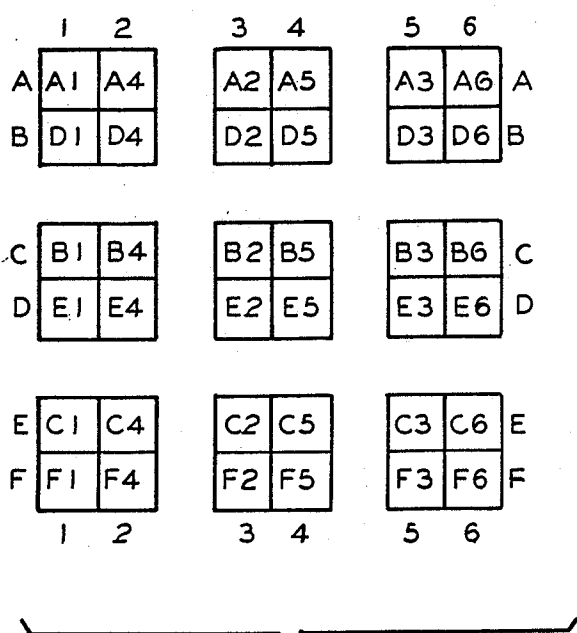 1 2 3 4 5 6
A A1 A4 A2 A5 A3 A6 A
B D1 D4 D2 D5 D3 D6 B
C B1 B4 B2 B5 B3 B6 C
D E1 E4 E2 E5 E3 E6 D
E C1 C4 C2 C5 C3 C6 E
F F1 F4 F2 F5 F3 F6 F
1 2 3 4 5 6